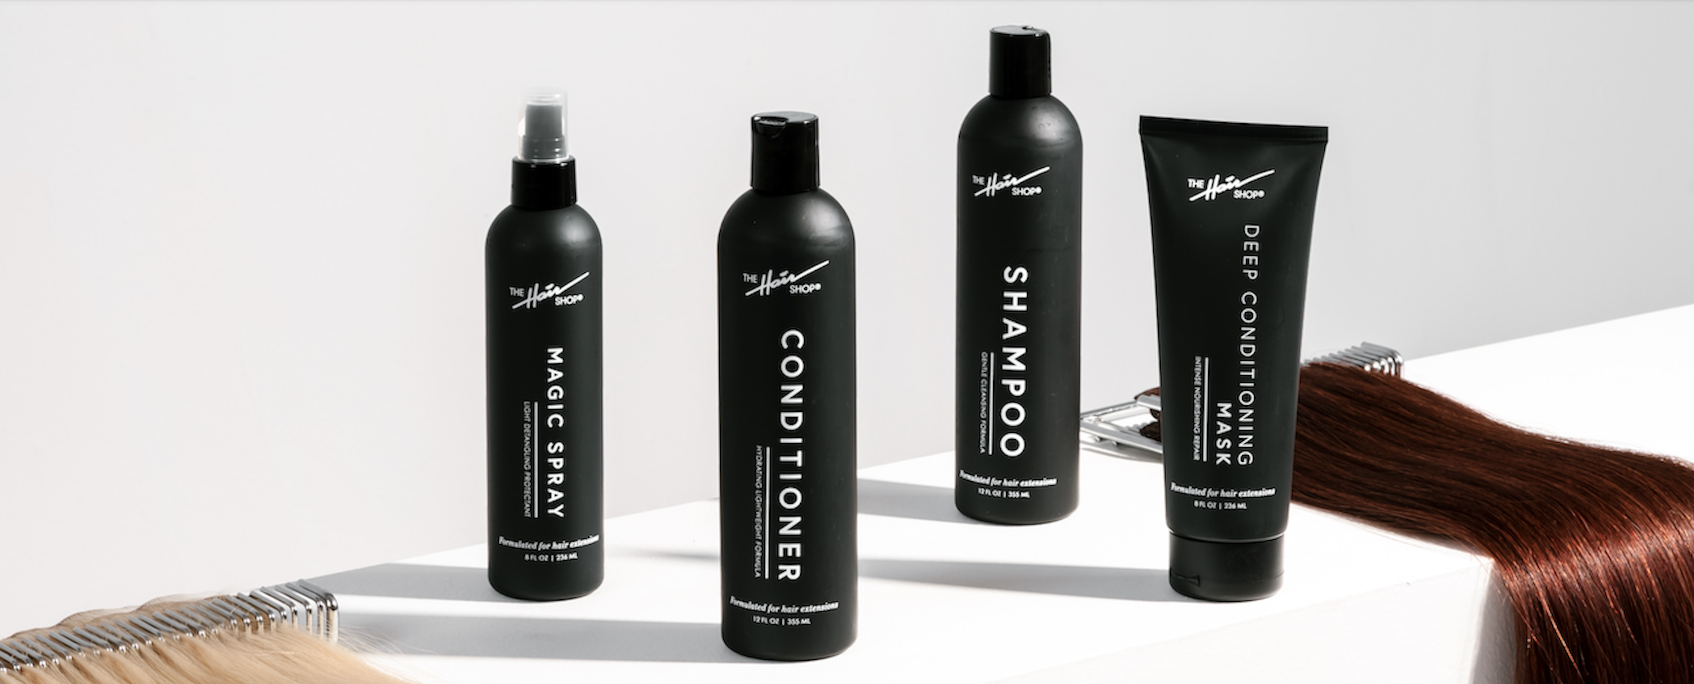 THE Hair SHOP®
MAGIC SPRAY
LIGHT DETANGLING PROTECTANT
Formulated for hair extensions
8 FL OZ | 236 ML
THE Hair SHOP®
CONDITIONER
HYDRATING LIGHTWEIGHT FORMULA
Formulated for hair extensions
12 FL OZ | 355 ML
THE Hair SHOP®
SHAMPOO
GENTLE CLEANSING FORMULA
Formulated for hair extensions
12 FL OZ | 355 ML
THE Hair SHOP®
DEEP CONDITIONING
MASK
INTENSE NOURISHING REPAIR
Formulated for hair extensions
8 FL OZ | 236 ML